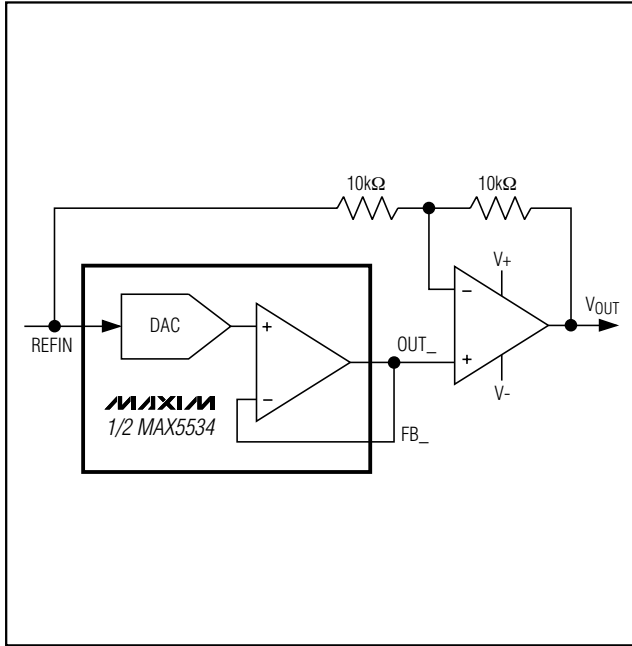 10kΩ 10kΩ
V+
DAC
VOUT
REFIN
OUT_
MAXIM
V-
1/2 MAX5534
FB_
+
−
−
+